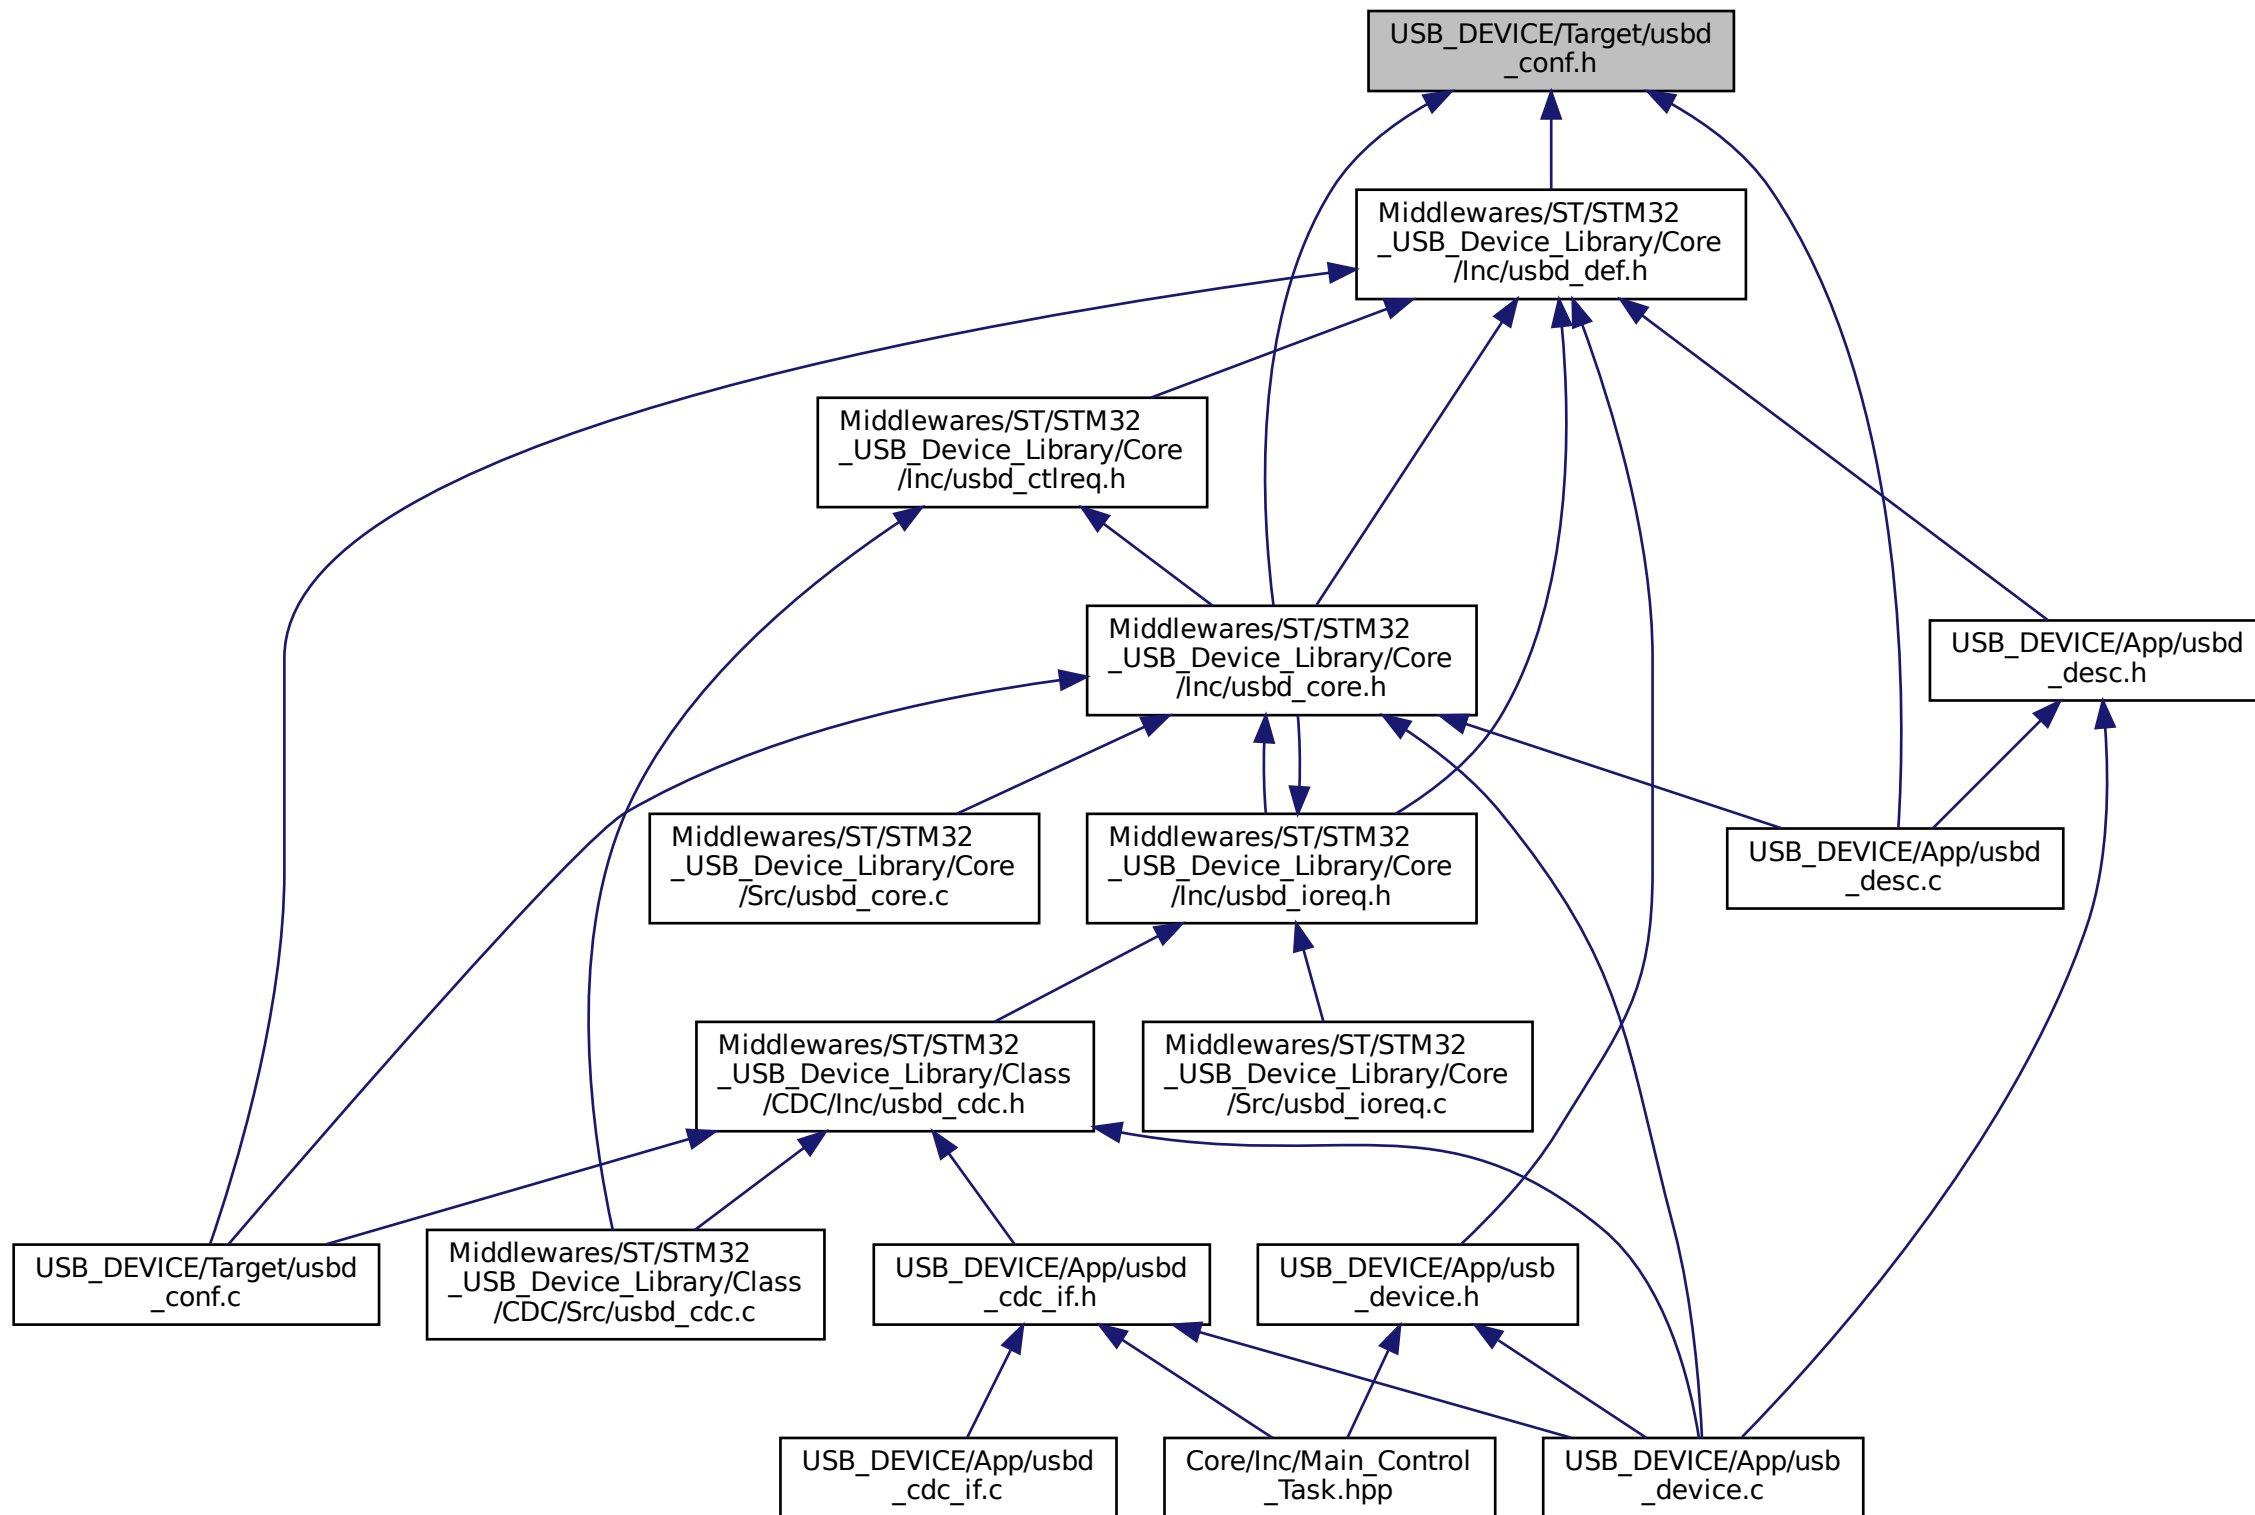 USB_DEVICE/Target/usbd
_conf.h
Middlewares/ST/STM32
_USB_Device_Library/Core
/Inc/usbd_def.h
Middlewares/ST/STM32
_USB_Device_Library/Core
/Inc/usbd_ctlreq.h
Middlewares/ST/STM32
_USB_Device_Library/Core
/Inc/usbd_core.h
USB_DEVICE/App/usbd
_desc.h
Middlewares/ST/STM32
_USB_Device_Library/Core
/Src/usbd_core.c
Middlewares/ST/STM32
_USB_Device_Library/Core
/Inc/usbd_ioreq.h
USB_DEVICE/App/usbd
_desc.c
Middlewares/ST/STM32
_USB_Device_Library/Class
/CDC/Inc/usbd_cdc.h
Middlewares/ST/STM32
_USB_Device_Library/Core
/Src/usbd_ioreq.c
USB_DEVICE/Target/usbd
_conf.c
Middlewares/ST/STM32
_USB_Device_Library/Class
/CDC/Src/usbd_cdc.c
USB_DEVICE/App/usbd
_cdc_if.h
USB_DEVICE/App/usb
_device.h
USB_DEVICE/App/usbd
_cdc_if.c
Core/Inc/Main_Control
_Task.hpp
USB_DEVICE/App/usb
_device.c